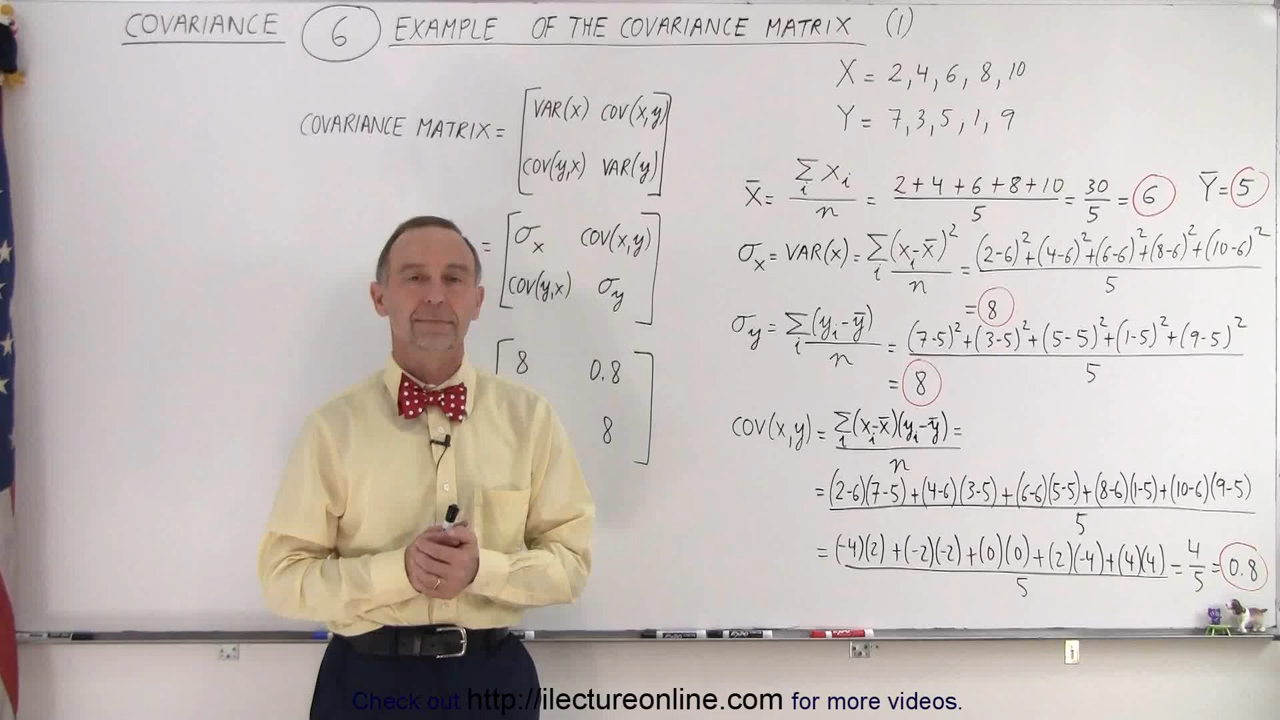 COVARIANCE 6 EXAMPLE OF THE COVARIANCE MATRIX (1)
COVARIANCE MATRIX = [VAR(x) COV(x,y)
COV(y,x) VAR(y)]
= [σx COV(x,y)
COV(y,x) σy]
[8 0.8
8]
X = 2, 4, 6, 8, 10
Y = 7, 3, 5, 1, 9
X̄ = Σi Xi / n = (2+4+6+8+10) / 5 = 30/5 = 6 Ȳ = 5
σx = VAR(x) = Σi (xi-x̄)² / n = ((2-6)²+(4-6)²+(6-6)²+(8-6)²+(10-6)²) / 5
= 8
σy = Σi (yi-ȳ) / n = ((7-5)²+(3-5)²+(5-5)²+(1-5)²+(9-5)²) / 5
= 8
COV(x,y) = Σi (xi-x̄)(yi-ȳ) / n =
= ((2-6)(7-5)+(4-6)(3-5)+(6-6)(5-5)+(8-6)(1-5)+(10-6)(9-5)) / 5
= ((-4)(2)+(-2)(-2)+(0)(0)+(2)(-4)+(4)(4)) / 5 = 4/5 = 0.8
Check out http://ilectureonline.com for more videos.